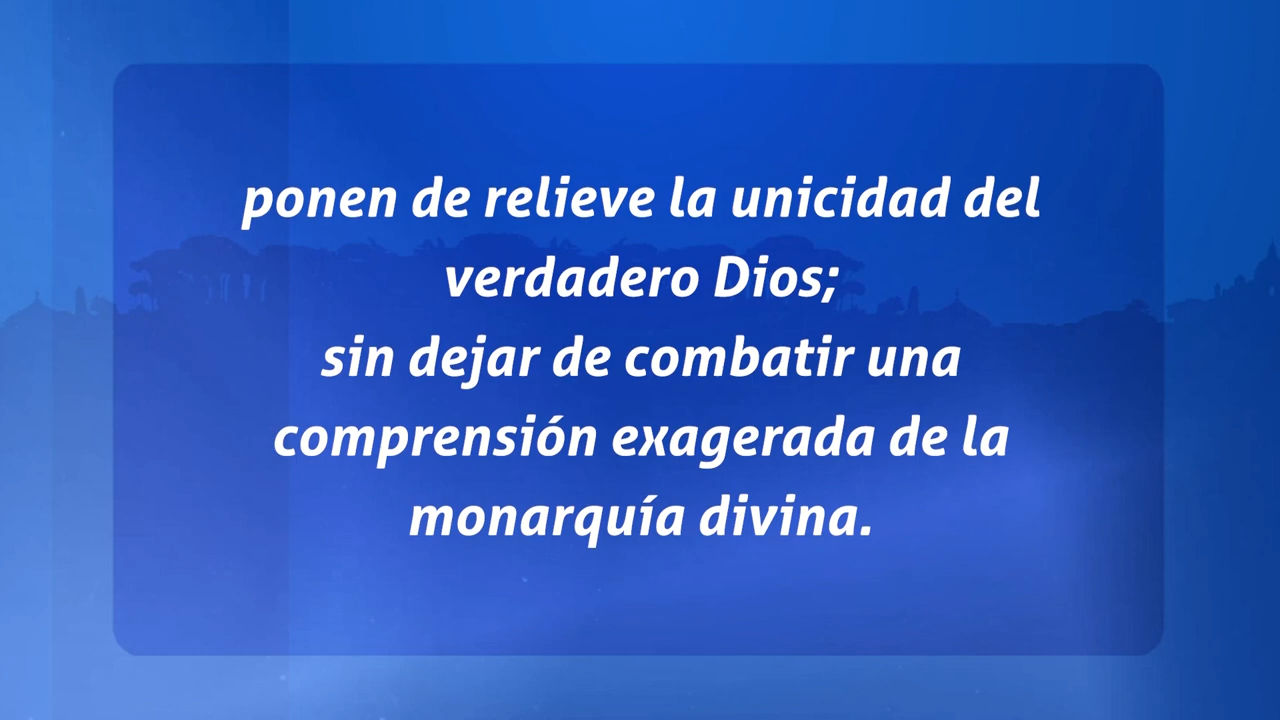 ponen de relieve la unicidad del
verdadero Dios;
sin dejar de combatir una
comprensión exagerada de la
monarquía divina.